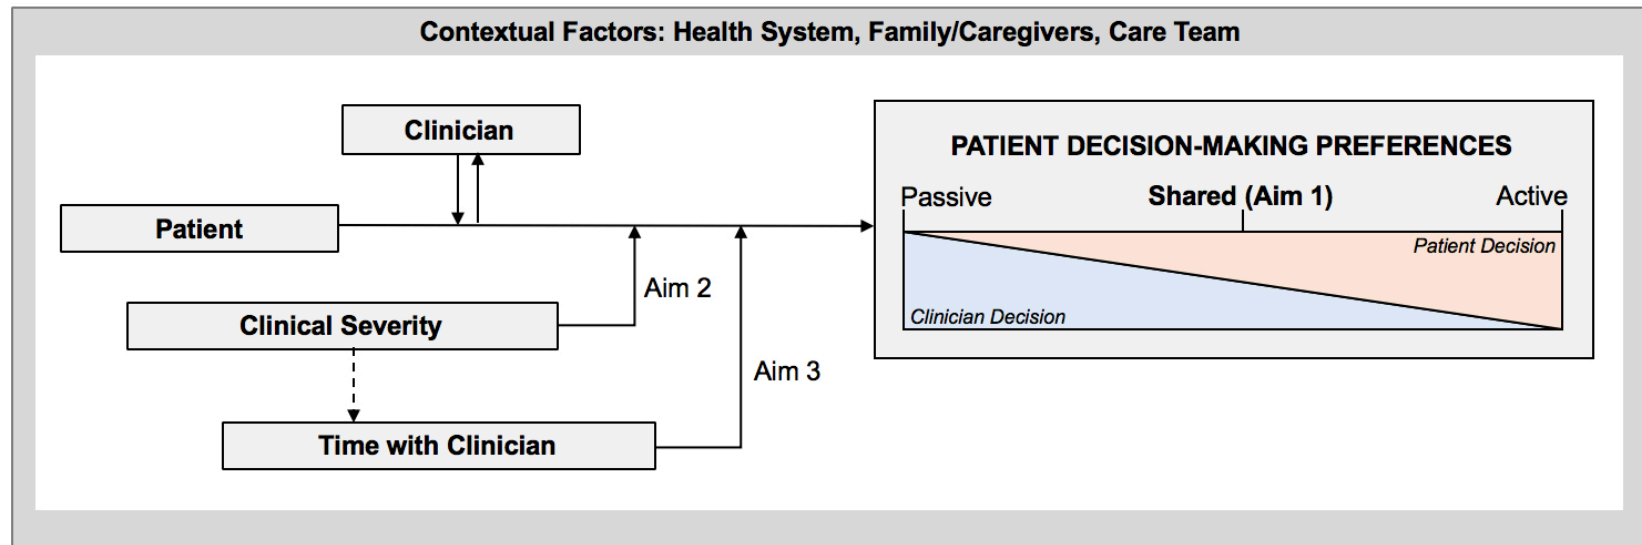 Contextual Factors: Health System, Family/Caregivers, Care Team
Clinician
Patient
Clinical Severity
Time with Clinician
Aim 2
Aim 3
PATIENT DECISION-MAKING PREFERENCES
Passive
Shared (Aim 1)
Active
Patient Decision
Clinician Decision